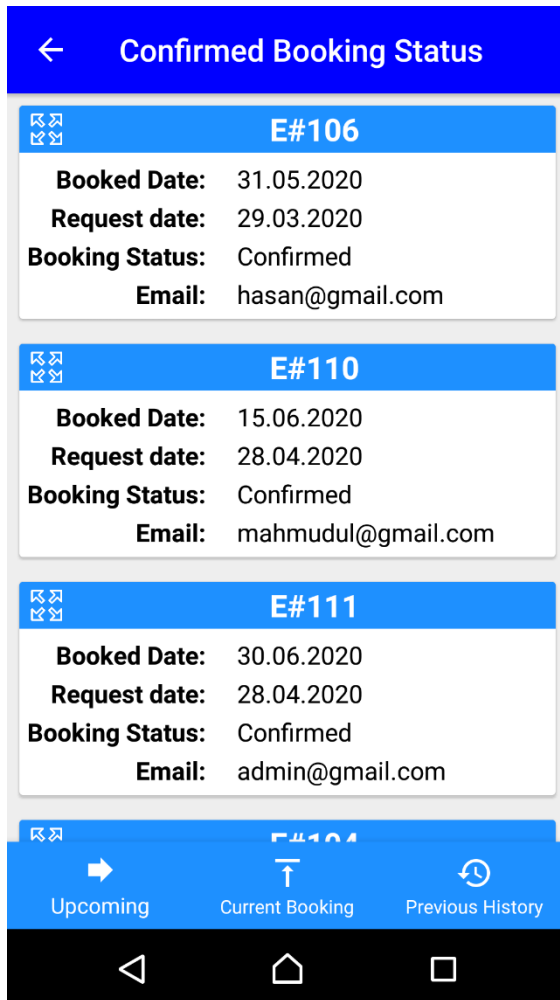 Confirmed Booking Status
E#106
Booked Date: 31.05.2020
Request date: 29.03.2020
Booking Status: Confirmed
Email: hasan@gmail.com
E#110
Booked Date: 15.06.2020
Request date: 28.04.2020
Booking Status: Confirmed
Email: mahmudul@gmail.com
E#111
Booked Date: 30.06.2020
Request date: 28.04.2020
Booking Status: Confirmed
Email: admin@gmail.com
Upcoming Current Booking Previous History